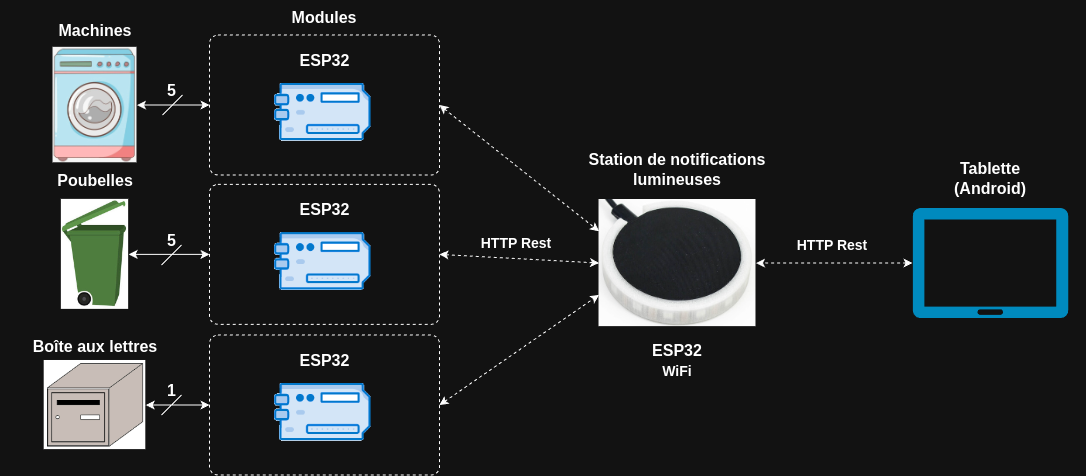 Modules
Machines
ESP32
5
Poubelles
ESP32
5
Boîte aux lettres
ESP32
1
HTTP Rest
Station de notifications
lumineuses
ESP32
WiFi
HTTP Rest
Tablette
(Android)